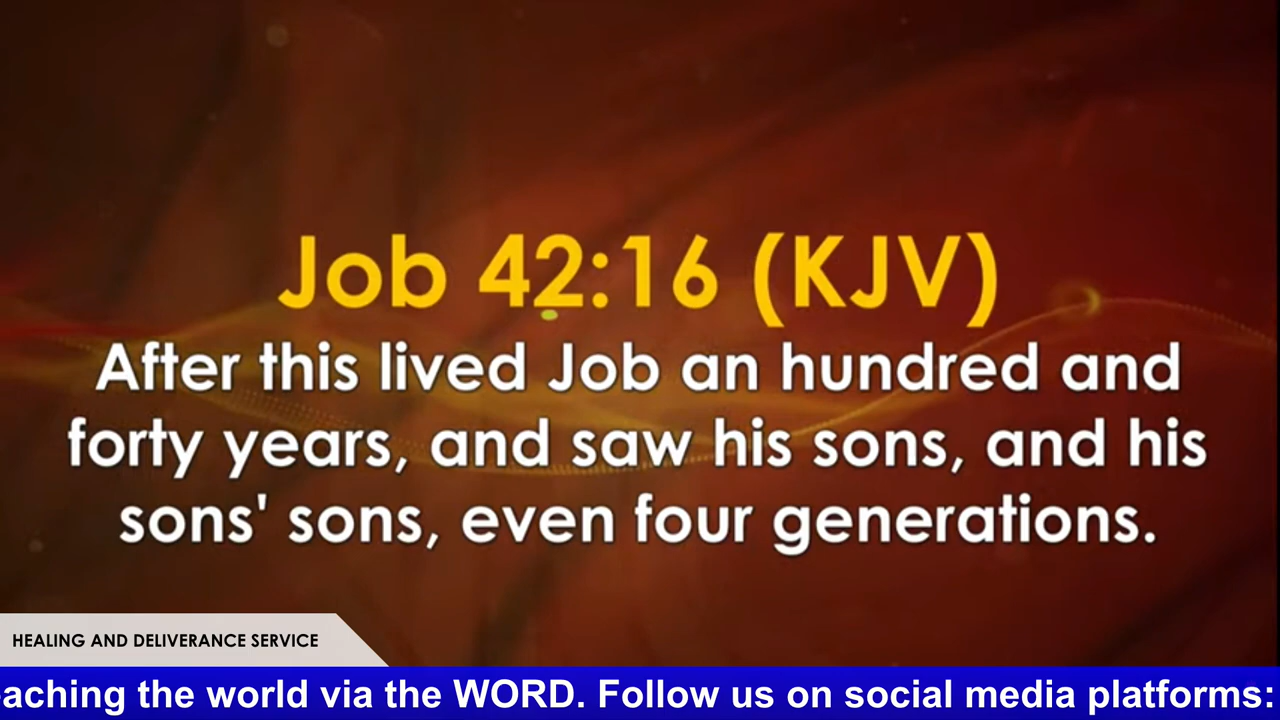 Job 42:16 (KJV)
After this lived Job an hundred and
forty years, and saw his sons, and his
sons' sons, even four generations.
HEALING AND DELIVERANCE SERVICE
the world via the WORD. Follow us on social media platforms: